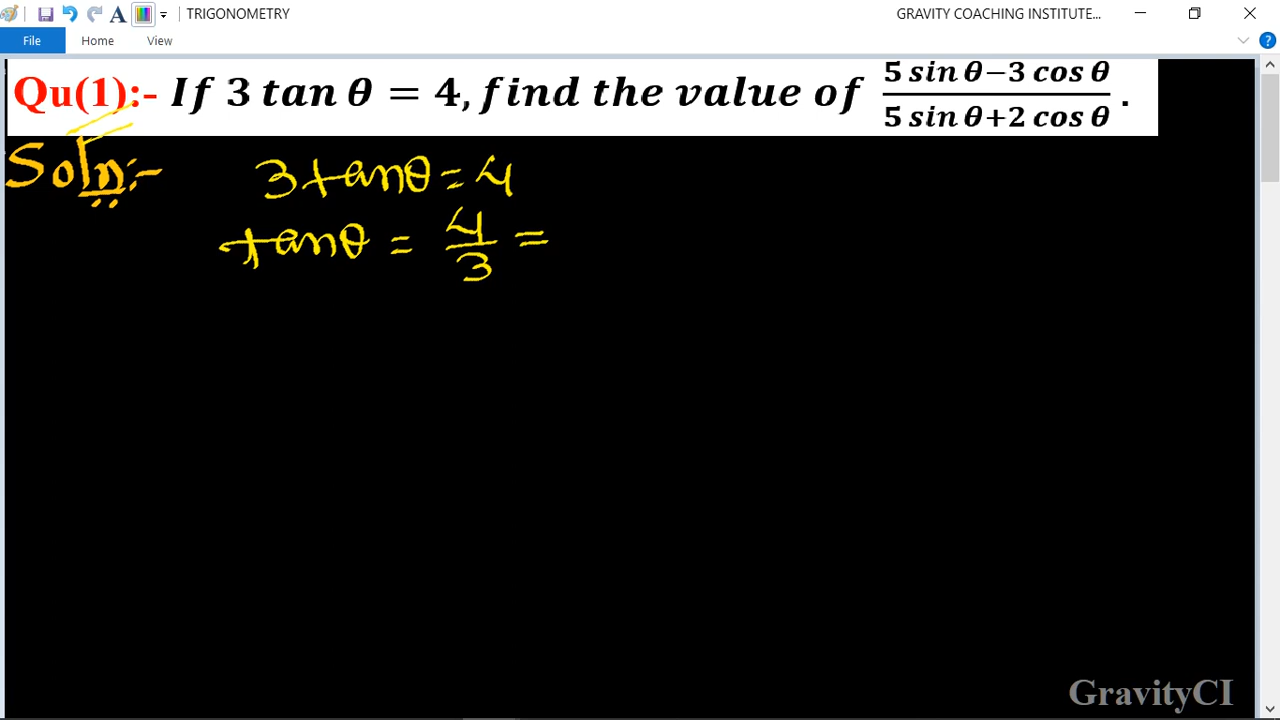 TRIGONOMETRY
GRAVITY COACHING INSTITUTE...
File Home View
Qu(1):- If 3 tan θ = 4, find the value of (5 sin θ−3 cos θ)/(5 sin θ+2 cos θ) .
Soln:- 3 tanθ = 4
tanθ = 4/3 =
GravityCI